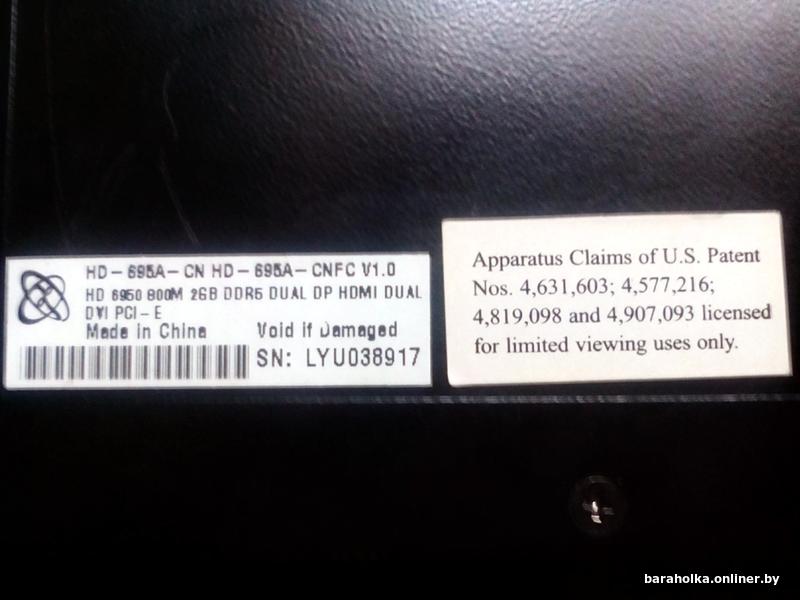 HD-695A-CN HD-695A-CNFC V1.0
HD 6950 800M 2GB DDR5 DUAL DP HDMI DUAL
DVI PCI-E
Made in China Void if Damaged
SN: LYU038917
Apparatus Claims of U.S. Patent
Nos. 4,631,603; 4,577,216;
4,819,098 and 4,907,093 licensed
for limited viewing uses only.
baraholka.onliner.by